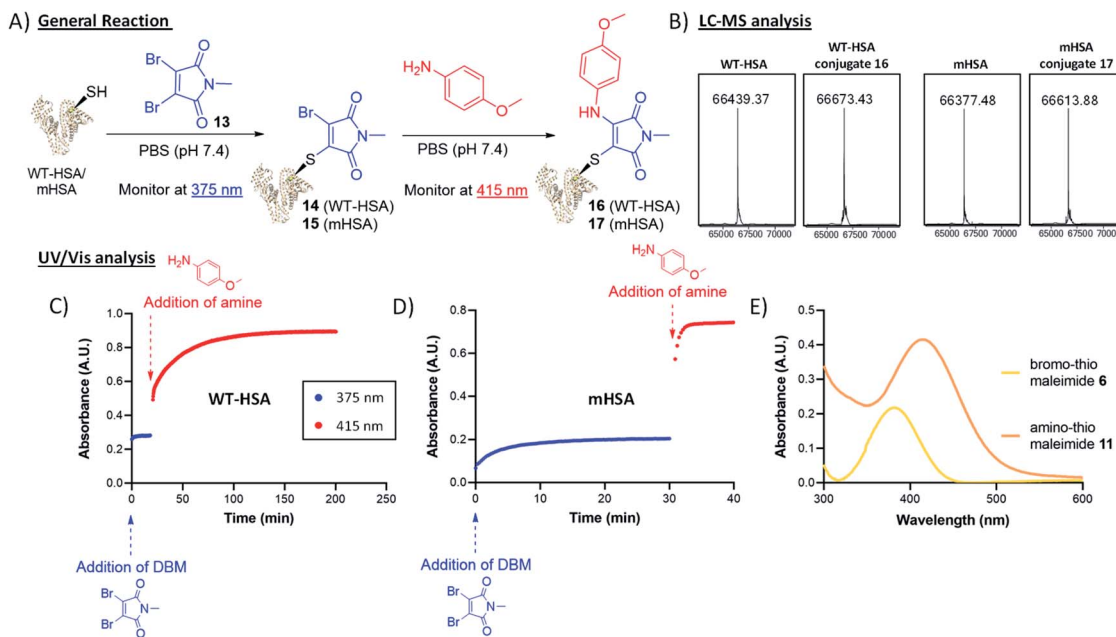 A) General Reaction
Br
Br
O
O
N
13
SH
WT-HSA/
mHSA
PBS (pH 7.4)
Monitor at 375 nm
Br
O
N
O
S
14 (WT-HSA)
15 (mHSA)
H2N
O
PBS (pH 7.4)
Monitor at 415 nm
O
HN
O
N
O
S
16 (WT-HSA)
17 (mHSA)
B) LC-MS analysis
WT-HSA
WT-HSA
conjugate 16
mHSA
mHSA
conjugate 17
66439.37
66673.43
66377.48
66613.88
65000 67500 70000
65000 67500 70000
65000 67500 70000
65000 67500 70000
UV/Vis analysis
C)
H2N
O
Addition of amine
Absorbance (A.U.)
1.0
0.8
0.6
0.4
0.2
0.0
WT-HSA
375 nm
415 nm
0 50 100 150 200 250
Time (min)
Addition of DBM
Br
Br
O
O
N
D)
H2N
O
Addition of amine
Absorbance (A.U.)
0.8
0.6
0.4
0.2
0.0
mHSA
0 10 20 30 40
Time (min)
Addition of DBM
Br
Br
O
O
N
E)
Absorbance (A.U.)
0.5
0.4
0.3
0.2
0.1
0.0
300 400 500 600
Wavelength (nm)
bromo-thio
maleimide 6
amino-thio
maleimide 11